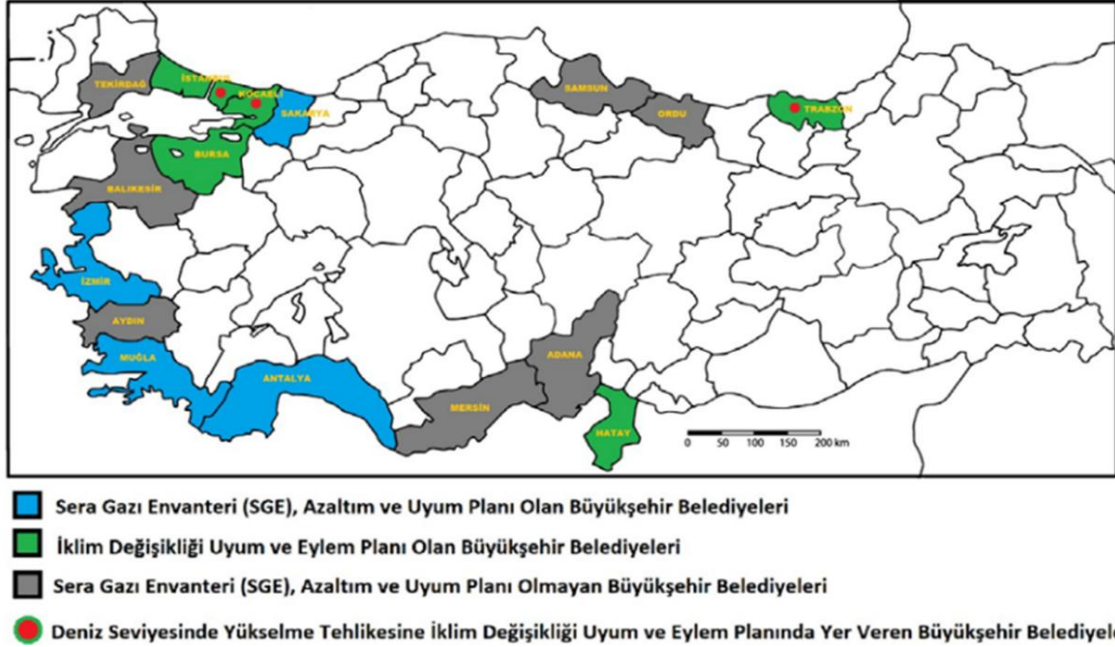 TEKİRDAĞ
İSTANBUL
KOCAELİ
SAKARYA
SAMSUN
ORDU
TRABZON
BURSA
BALIKESİR
İZMİR
AYDIN
MUĞLA
ANTALYA
ADANA
MERSİN
HATAY
0 50 100 150 200 km
Sera Gazı Envanteri (SGE), Azaltım ve Uyum Planı Olan Büyükşehir Belediyeleri
İklim Değişikliği Uyum ve Eylem Planı Olan Büyükşehir Belediyeleri
Sera Gazı Envanteri (SGE), Azaltım ve Uyum Planı Olmayan Büyükşehir Belediyeleri
Deniz Seviyesinde Yükselme Tehlikesine İklim Değişikliği Uyum ve Eylem Planında Yer Veren Büyükşehir Belediyele